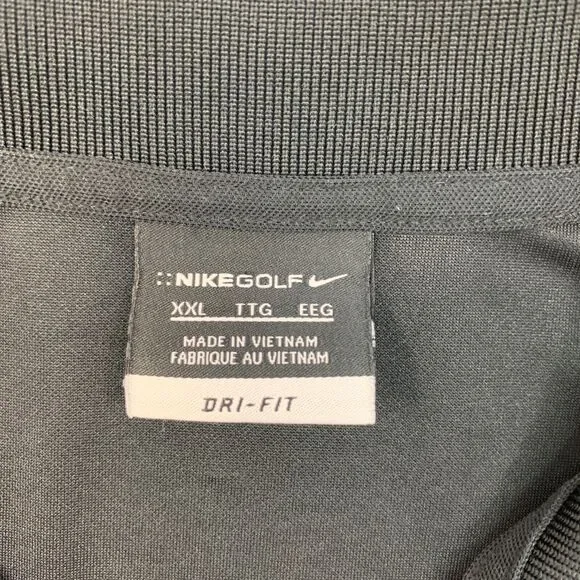 NIKEGOLF
XXL TTG EEG
MADE IN VIETNAM
FABRIQUE AU VIETNAM
DRI-FIT